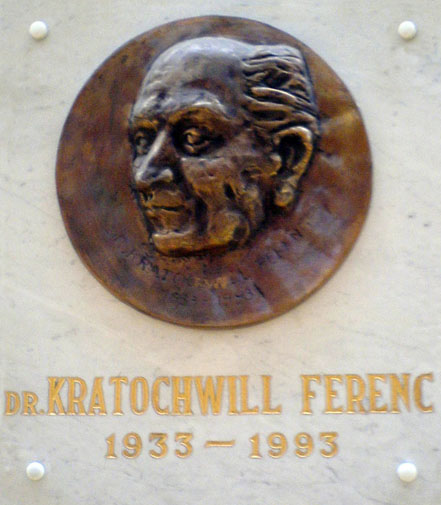 DR. KRATOCHWILL FERENC
1933 – 1993